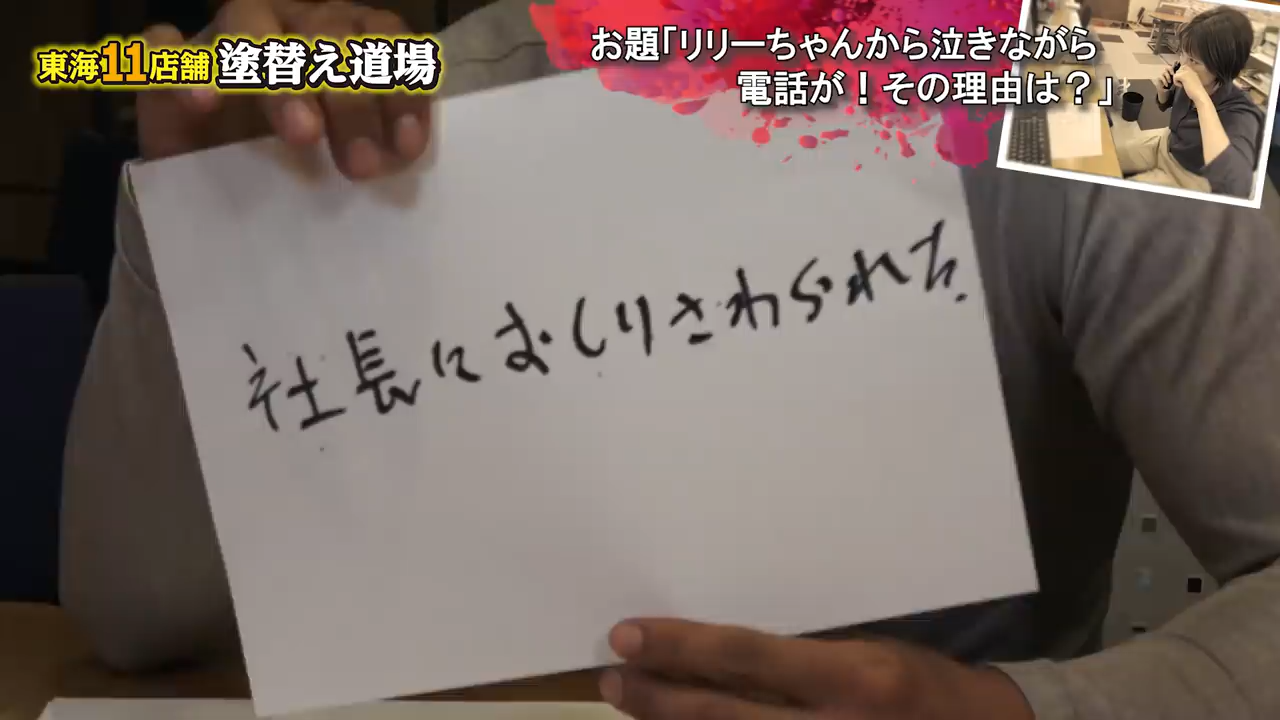 東海11店舗 塗替え道場
お題「リリーちゃんから泣きながら
電話が！その理由は？」
社長におしりさわられた.